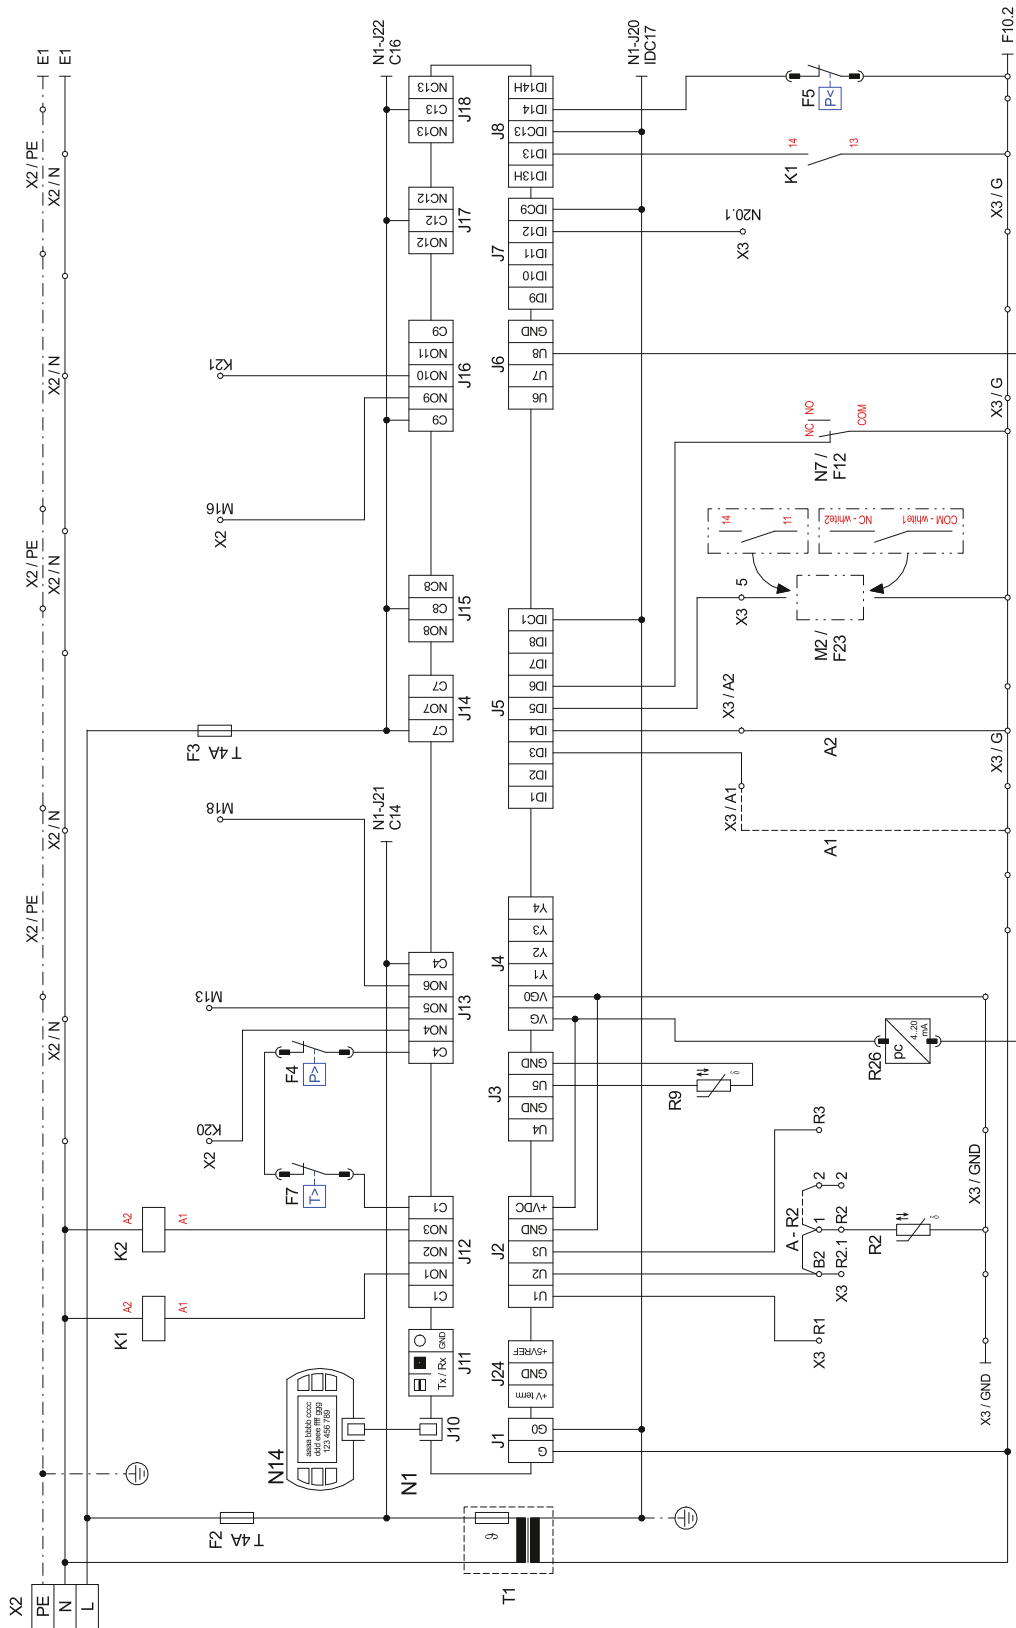 X2
PE
N
L
X2 / PE
X2 / N
X2 / PE
X2 / N
X2 / N
X2 / PE
X2 / N
X2 / N
E1
E1
F2
T 4A
F3
T 4A
K1
A2
A1
K2
A2
A1
F7
T>
F4
P>
X2
K20
M13
M18
X2
M16
K21
N1-J21
C14
N1-J22
C16
N14
aaaa bbbb cccc
ddd eee fff ggg
123 456 789
N1
J10
J11
Tx / Rx
GND
J12
C1
NO1
NO2
NO3
C1
J13
C4
NO4
NO5
NO6
C4
J14
C7
NO7
C7
J15
NO8
C8
NC8
J16
C9
NO9
NO10
NO11
C9
J17
NO12
C12
NC12
J18
NO13
C13
NC13
T1
ϑ
J1
G
G0
J24
+V term
GND
+5VREF
J2
U1
U2
U3
GND
+VDC
J3
U4
GND
U5
GND
J4
VG
VG0
Y1
Y2
Y3
Y4
J5
ID1
ID2
ID3
ID4
ID5
ID6
ID7
ID8
IDC1
J6
U6
U7
U8
GND
J7
ID9
ID10
ID11
ID12
IDC9
J8
ID13H
ID13
IDC13
ID14
ID14H
N1-J20
IDC17
X3 R1
X3 R2.1 R2 2
B2 1 2
A - R2
R3
R2
δ
R9
δ
R26
pc
4..20
mA
X3 / GND
X3 / GND
X3 / A1
A1
X3 / A2
A2
X3 5
M2 /
F23
14
11
NC - white2
COM - white1
N7 /
F12
NC
NO
COM
X3
N20.1
K1
14
13
F5
P<
X3 / G
X3 / G
X3 / G
F10.2